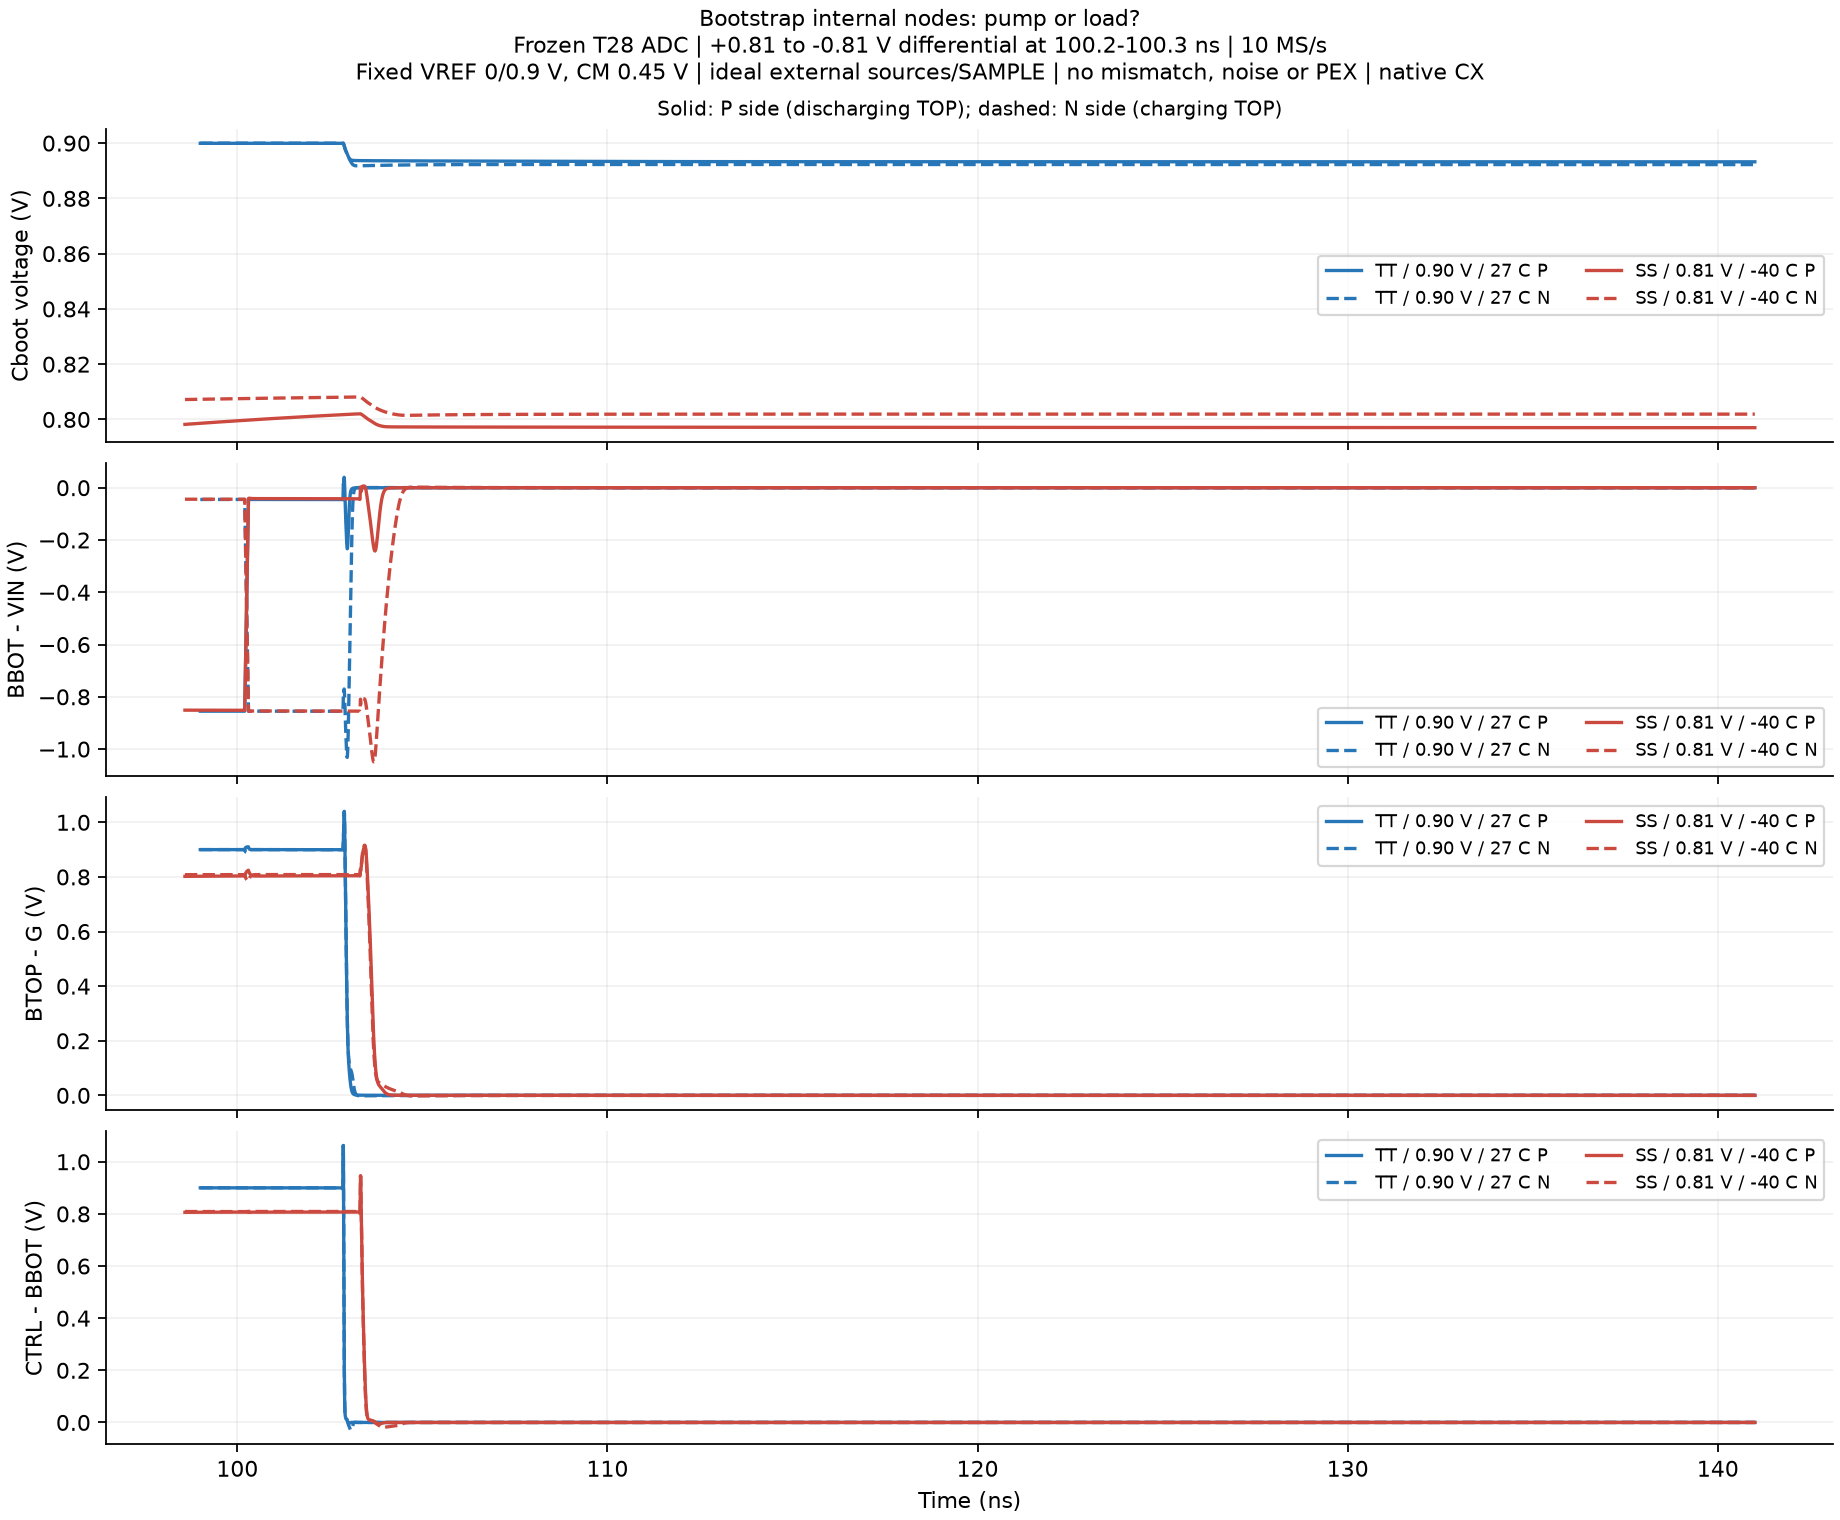 Bootstrap internal nodes: pump or load?
Frozen T28 ADC | +0.81 to -0.81 V differential at 100.2-100.3 ns | 10 MS/s
Fixed VREF 0/0.9 V, CM 0.45 V | ideal external sources/SAMPLE | no mismatch, noise or PEX | native CX
Solid: P side (discharging TOP); dashed: N side (charging TOP)
Cboot voltage (V)
0.90
0.88
0.86
0.84
0.82
0.80
TT / 0.90 V / 27 C P
TT / 0.90 V / 27 C N
SS / 0.81 V / -40 C P
SS / 0.81 V / -40 C N
BBOT - VIN (V)
0.0
−0.2
−0.4
−0.6
−0.8
−1.0
TT / 0.90 V / 27 C P
TT / 0.90 V / 27 C N
SS / 0.81 V / -40 C P
SS / 0.81 V / -40 C N
BTOP - G (V)
1.0
0.8
0.6
0.4
0.2
0.0
TT / 0.90 V / 27 C P
TT / 0.90 V / 27 C N
SS / 0.81 V / -40 C P
SS / 0.81 V / -40 C N
CTRL - BBOT (V)
1.0
0.8
0.6
0.4
0.2
0.0
TT / 0.90 V / 27 C P
TT / 0.90 V / 27 C N
SS / 0.81 V / -40 C P
SS / 0.81 V / -40 C N
100 110 120 130 140
Time (ns)